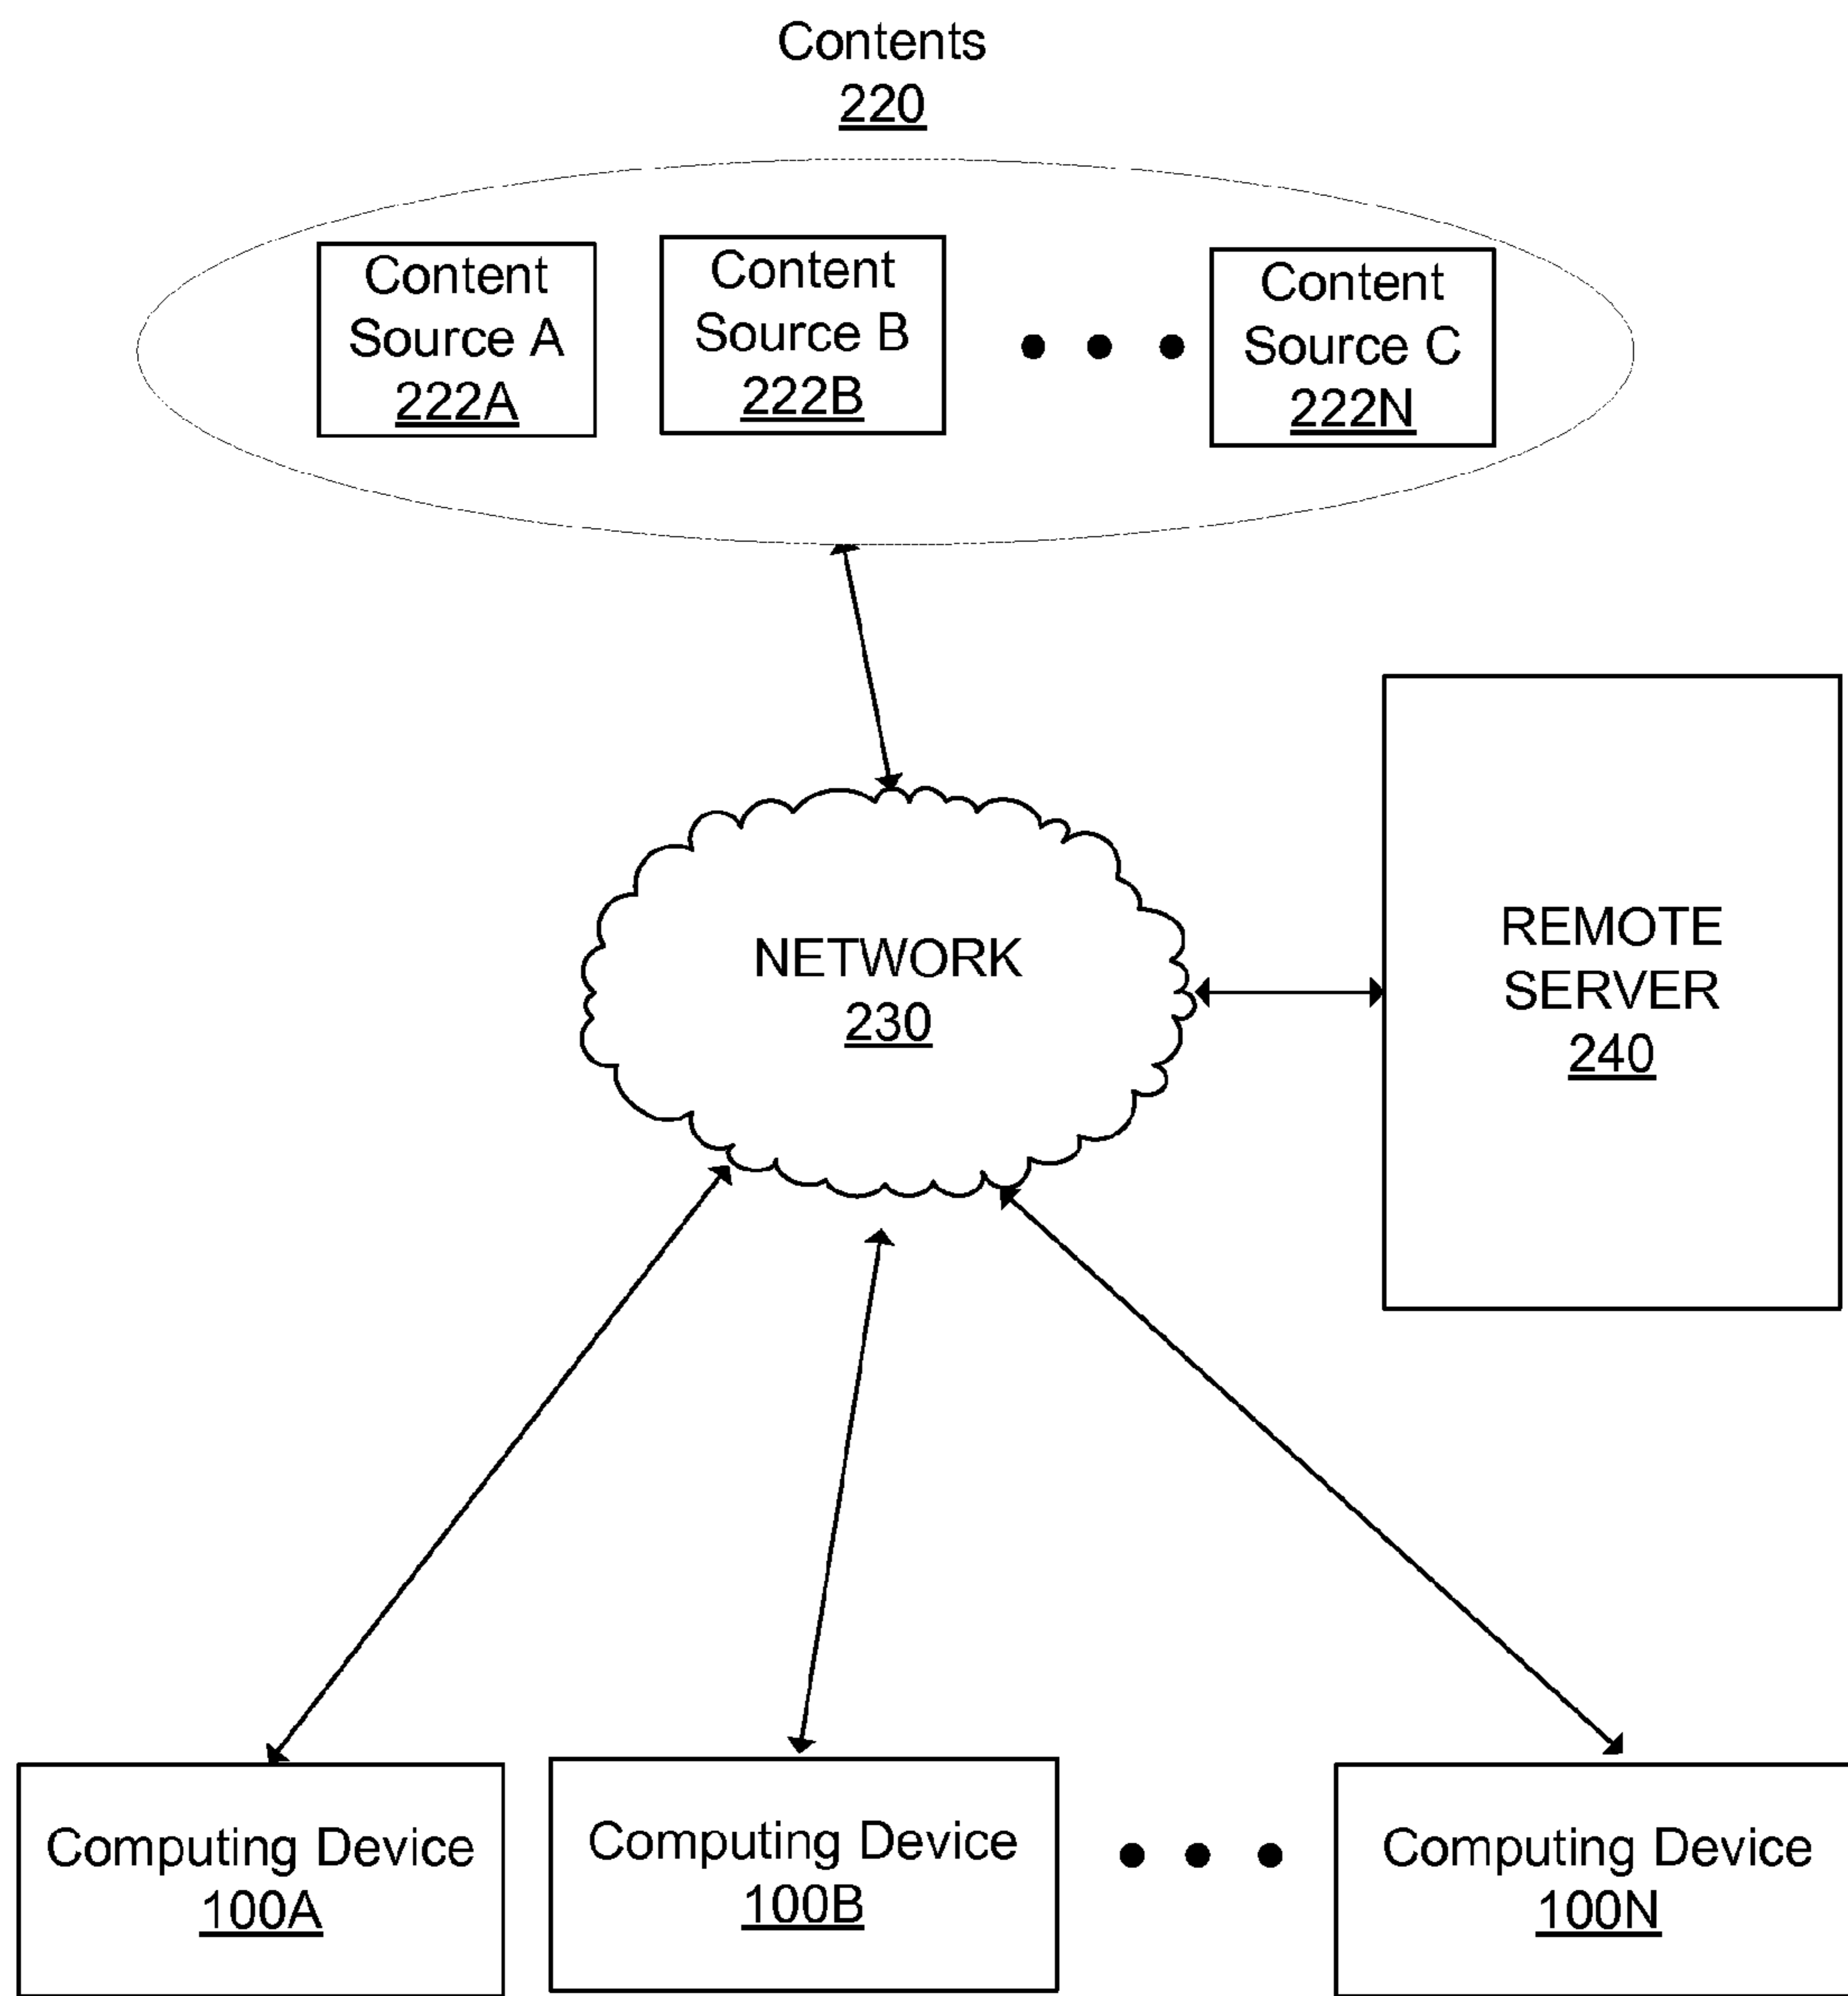 Contents
220
Content
Source A
222A
Content
Source B
222B
Content
Source C
222N
NETWORK
230
REMOTE
SERVER
240
Computing Device
100A
Computing Device
100B
Computing Device
100N